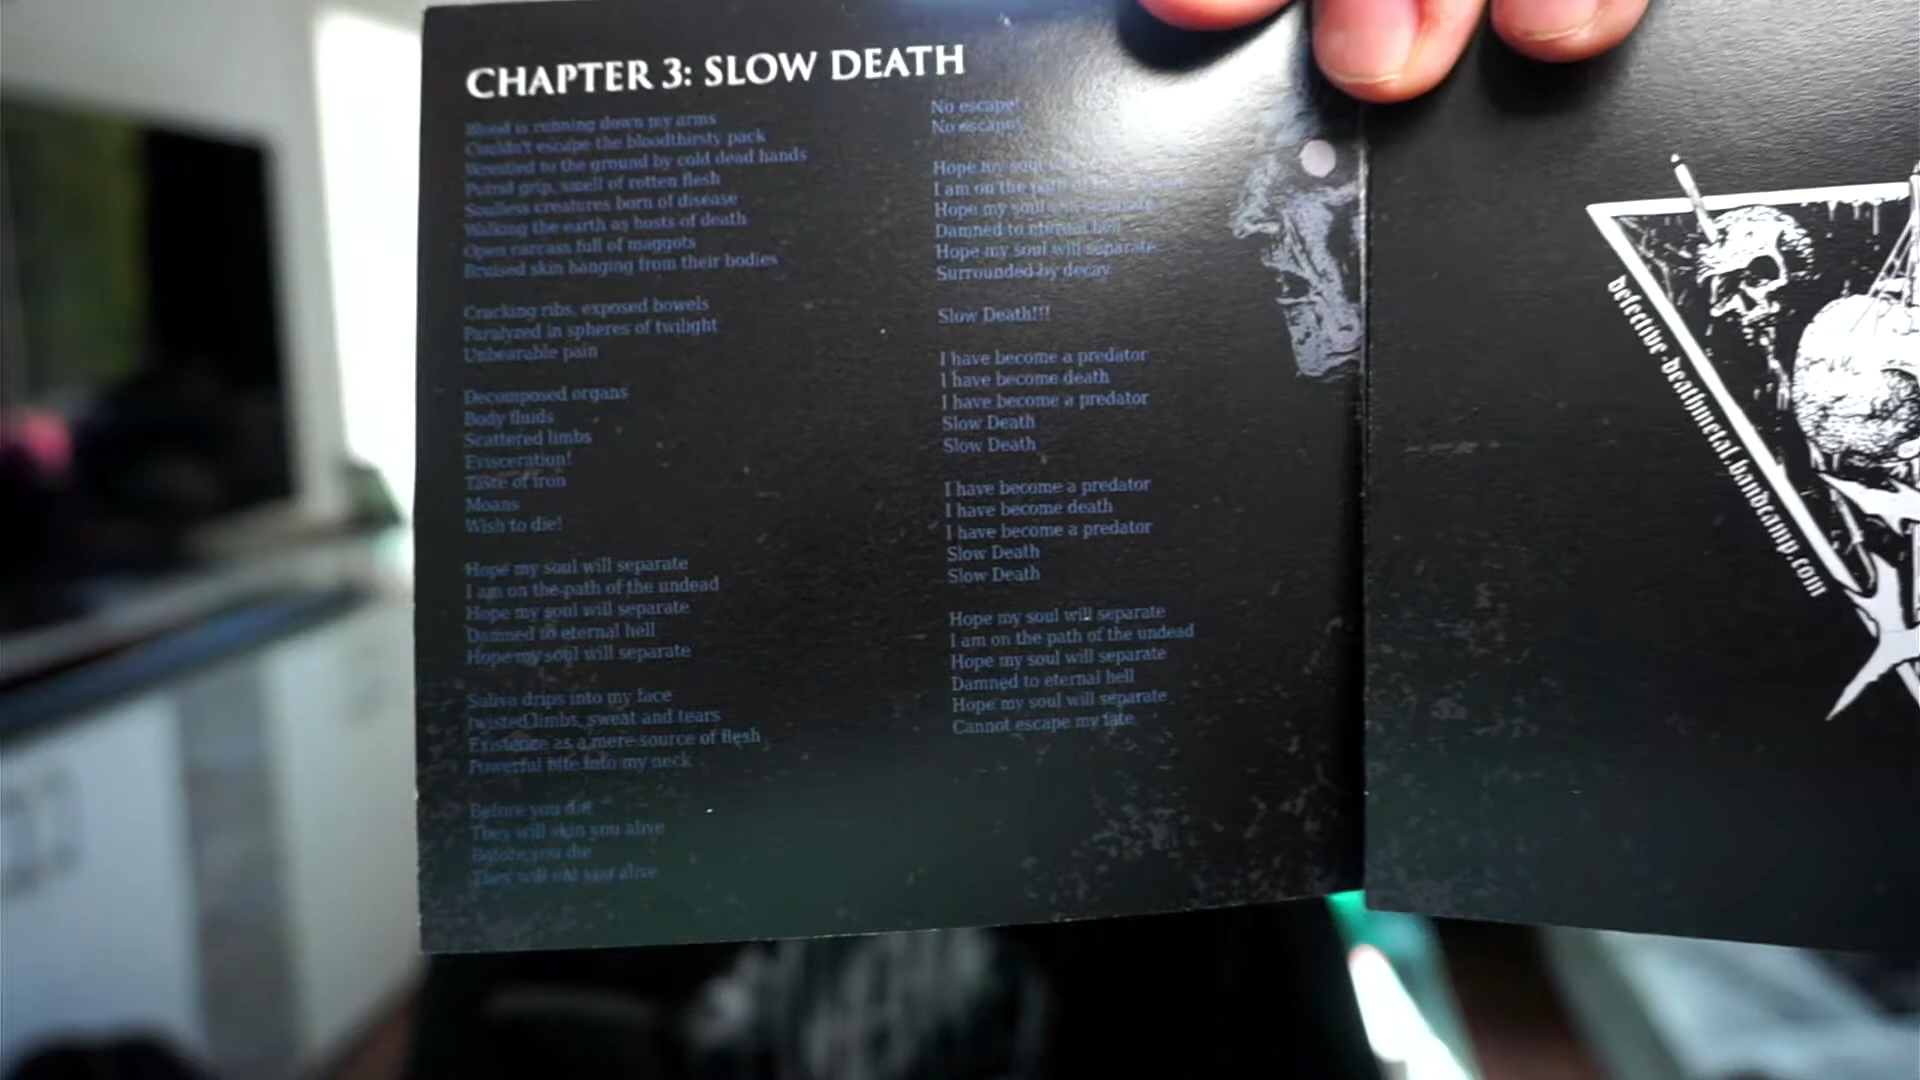 CHAPTER 3: SLOW DEATH
Blood is running down my arms
Couldn't escape the bloodthirsty pack
Wrestled to the ground by cold dead hands
Putrid grip, smell of rotten flesh
Soulless creatures born of disease
Walking the earth as hosts of death
Open carcass full of maggots
Bruised skin hanging from their bodies
Cracking ribs, exposed bowels
Paralyzed in spheres of twilight
Unbearable pain
Decomposed organs
Body fluids
Scattered limbs
Evisceration!
Taste of iron
Moans
Wish to die!
Hope my soul will separate
I am on the path of the undead
Hope my soul will separate
Damned to eternal hell
Hope my soul will separate
Saliva drips into my face
twisted limbs, sweat and tears
Existence as a mere source of flesh
Powerful bite into my neck
Before you die
They will skin you alive
Before you die
They will eat you alive
No escape!
No escape!
Hope my soul will
I am on the path of the
Hope my soul will separate
Damned to eternal hell
Hope my soul will separate
Surrounded by decay
Slow Death!!!
I have become a predator
I have become death
I have become a predator
Slow Death
Slow Death
I have become a predator
I have become death
I have become a predator
Slow Death
Slow Death
Hope my soul will separate
I am on the path of the undead
Hope my soul will separate
Damned to eternal hell
Hope my soul will separate
Cannot escape my fate
defective-deathmetal.bandcamp.com